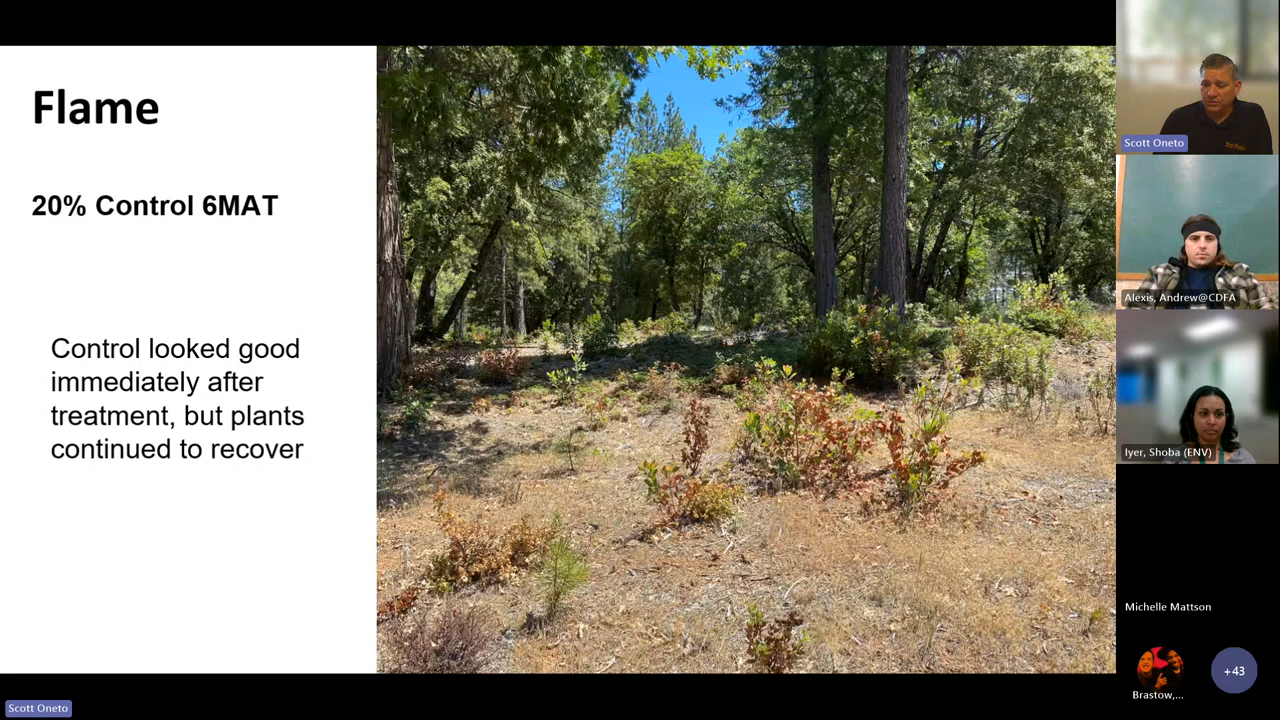 Flame
20% Control 6MAT
Control looked good
immediately after
treatment, but plants
continued to recover
Scott Oneto
Alexis, Andrew@CDFA
Iyer, Shoba (ENV)
Michelle Mattson
Brastow,...
+43
Scott Oneto